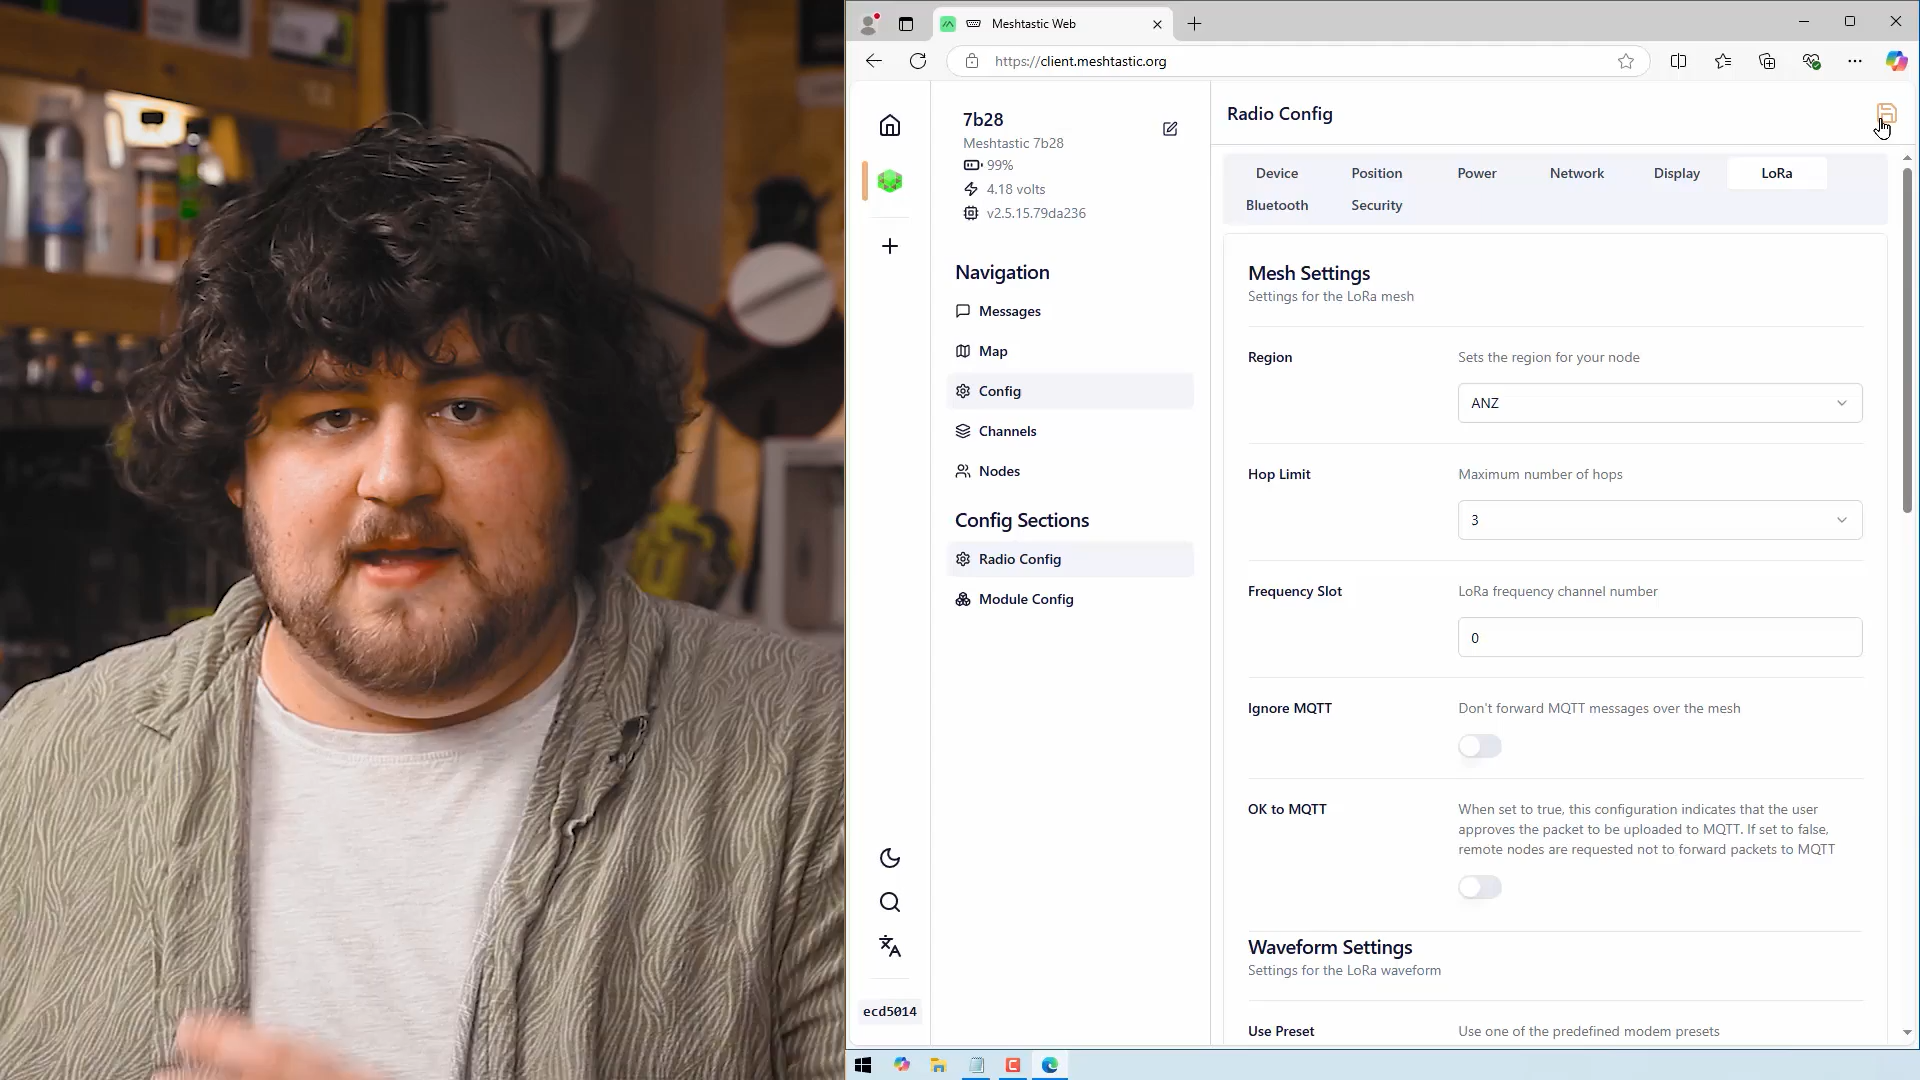 Meshtastic Web
https://client.meshtastic.org
7b28
Meshtastic 7b28
99%
4.18 volts
v2.5.15.79da236
Navigation
Messages
Map
Config
Channels
Nodes
Config Sections
Radio Config
Module Config
ecd5014
Radio Config
Device Position Power Network Display LoRa
Bluetooth Security
Mesh Settings
Settings for the LoRa mesh
Region Sets the region for your node
ANZ
Hop Limit Maximum number of hops
3
Frequency Slot LoRa frequency channel number
0
Ignore MQTT Don't forward MQTT messages over the mesh
OK to MQTT When set to true, this configuration indicates that the user
approves the packet to be uploaded to MQTT. If set to false,
remote nodes are requested not to forward packets to MQTT
Waveform Settings
Settings for the LoRa waveform
Use Preset Use one of the predefined modem presets